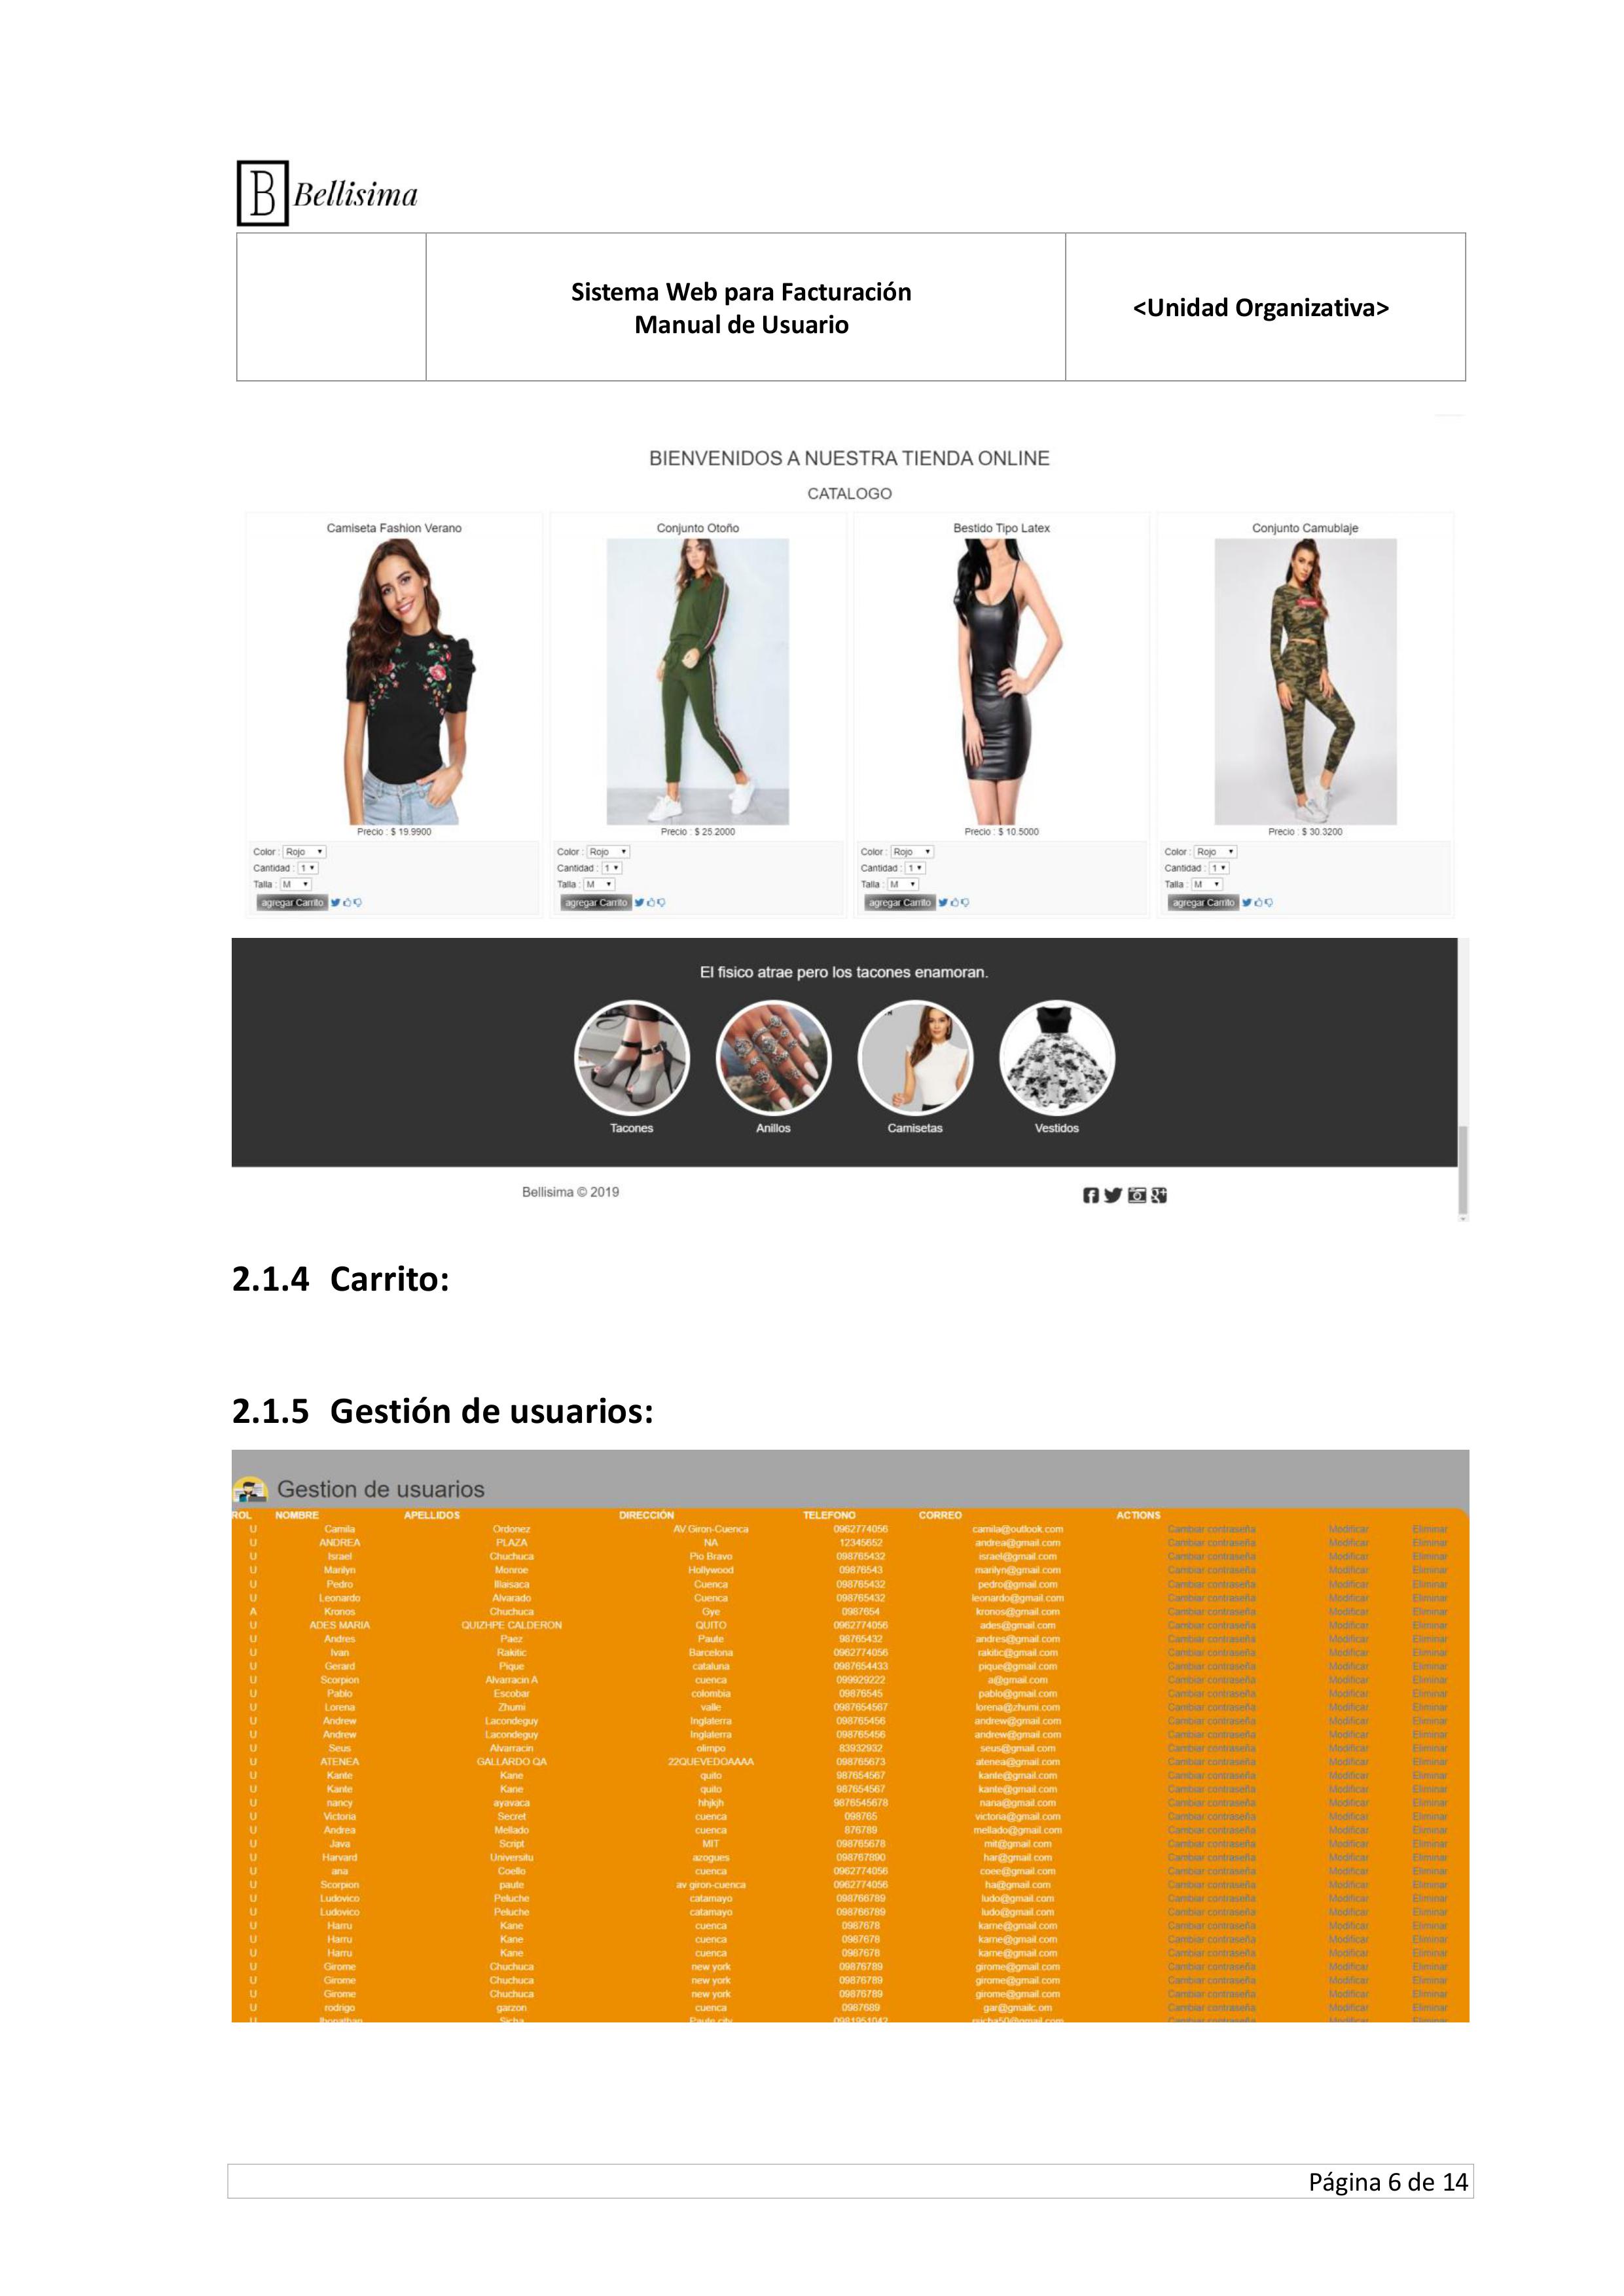 B Bellisima
Sistema Web para Facturación
Manual de Usuario
<Unidad Organizativa>
BIENVENIDOS A NUESTRA TIENDA ONLINE
CATALOGO
Camiseta Fashion Verano
Precio : $ 19.9900
Color : Rojo
Cantidad : 1
Talla : M
agregar Carrito
Conjunto Otoño
Precio : $ 25.2000
Color : Rojo
Cantidad : 1
Talla : M
agregar Carrito
Bestido Tipo Latex
Precio : $ 10.5000
Color : Rojo
Cantidad : 1
Talla : M
agregar Carrito
Conjunto Camublaje
Precio : $ 30.3200
Color : Rojo
Cantidad : 1
Talla : M
agregar Carrito
El fisico atrae pero los tacones enamoran.
Tacones Anillos Camisetas Vestidos
Bellisima © 2019
2.1.4 Carrito:
2.1.5 Gestión de usuarios:
Gestion de usuarios
ROL NOMBRE APELLIDOS DIRECCIÓN TELEFONO CORREO ACTIONS
U Camila Ordonez AV.Giron-Cuenca 0962774056 camila@outlook.com Cambiar contraseña Modificar Eliminar
U ANDREA PLAZA NA 12345652 andrea@gmail.com Cambiar contraseña Modificar Eliminar
U Israel Chuchuca Pio Bravo 098765432 israel@gmail.com Cambiar contraseña Modificar Eliminar
U Marilyn Monroe Hollywood 09876543 marilyn@gmail.com Cambiar contraseña Modificar Eliminar
U Pedro Illaisaca Cuenca 098765432 pedro@gmail.com Cambiar contraseña Modificar Eliminar
U Leonardo Alvarado Cuenca 098765432 leonardo@gmail.com Cambiar contraseña Modificar Eliminar
A Kronos Chuchuca Gye 0987654 kronos@gmail.com Cambiar contraseña Modificar Eliminar
U ADES MARIA QUIZHPE CALDERON QUITO 0962774056 ades@gmail.com Cambiar contraseña Modificar Eliminar
U Andres Paez Paute 98765432 andres@gmail.com Cambiar contraseña Modificar Eliminar
U Ivan Rakitic Barcelona 0962774056 rakitic@gmail.com Cambiar contraseña Modificar Eliminar
U Gerard Pique cataluna 0987654433 pique@gmail.com Cambiar contraseña Modificar Eliminar
U Scorpion Alvarracin A cuenca 099929222 a@gmail.com Cambiar contraseña Modificar Eliminar
U Pablo Escobar colombia 09876545 pablo@gmail.com Cambiar contraseña Modificar Eliminar
U Lorena Zhumi valle 0987654567 lorena@zhumi.com Cambiar contraseña Modificar Eliminar
U Andrew Lacondeguy Inglaterra 098765456 andrew@gmail.com Cambiar contraseña Modificar Eliminar
U Andrew Lacondeguy Inglaterra 098765456 andrew@gmail.com Cambiar contraseña Modificar Eliminar
U Seus Alvarracin olimpo 83932932 seus@gmail.com Cambiar contraseña Modificar Eliminar
U ATENEA GALLARDO QA 22QUEVEDOAAAA 098765673 atenea@gmail.com Cambiar contraseña Modificar Eliminar
U Kante Kane quito 987654567 kante@gmail.com Cambiar contraseña Modificar Eliminar
U Kante Kane quito 987654567 kante@gmail.com Cambiar contraseña Modificar Eliminar
U nancy ayavaca hhjkjh 9876545678 nana@gmail.com Cambiar contraseña Modificar Eliminar
U Victoria Secret cuenca 098765 victoria@gmail.com Cambiar contraseña Modificar Eliminar
U Andrea Mellado cuenca 876789 mellado@gmail.com Cambiar contraseña Modificar Eliminar
U Java Script MIT 098765678 mit@gmail.com Cambiar contraseña Modificar Eliminar
U Harvard Universitu azogues 098767890 har@gmail.com Cambiar contraseña Modificar Eliminar
U ana Coello cuenca 0962774056 coee@gmail.com Cambiar contraseña Modificar Eliminar
U Scorpion paute av giron-cuenca 0962774056 ha@gmail.com Cambiar contraseña Modificar Eliminar
U Ludovico Peluche catamayo 098766789 ludo@gmail.com Cambiar contraseña Modificar Eliminar
U Ludovico Peluche catamayo 098766789 ludo@gmail.com Cambiar contraseña Modificar Eliminar
U Harru Kane cuenca 0987678 karne@gmail.com Cambiar contraseña Modificar Eliminar
U Harru Kane cuenca 0987678 karne@gmail.com Cambiar contraseña Modificar Eliminar
U Harru Kane cuenca 0987678 karne@gmail.com Cambiar contraseña Modificar Eliminar
U Girome Chuchuca new york 09876789 girome@gmail.com Cambiar contraseña Modificar Eliminar
U Girome Chuchuca new york 09876789 girome@gmail.com Cambiar contraseña Modificar Eliminar
U Girome Chuchuca new york 09876789 girome@gmail.com Cambiar contraseña Modificar Eliminar
U rodrigo garzon cuenca 0987689 gar@gmailc.om Cambiar contraseña Modificar Eliminar
U Jhonathan Sicha Paute city 0981951042 Cambiar contraseña Modificar Eliminar
Página 6 de 14